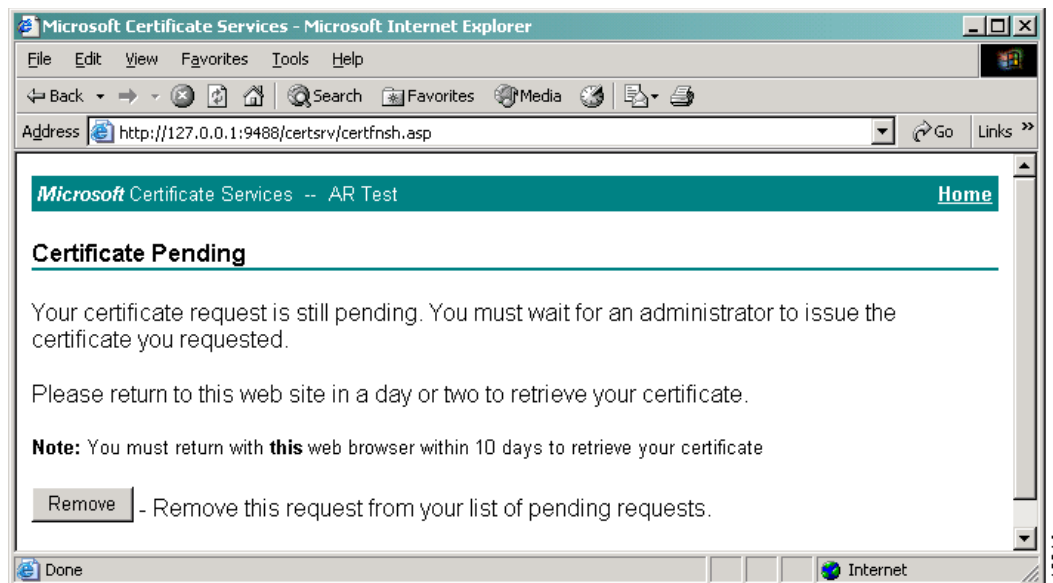 Microsoft Certificate Services - Microsoft Internet Explorer
File Edit View Favorites Tools Help
Back Search Favorites Media
Address http://127.0.0.1:9488/certsrv/certfnsh.asp Go Links »
Microsoft Certificate Services -- AR Test Home
Certificate Pending
Your certificate request is still pending. You must wait for an administrator to issue the
certificate you requested.
Please return to this web site in a day or two to retrieve your certificate.
Note: You must return with this web browser within 10 days to retrieve your certificate
Remove - Remove this request from your list of pending requests.
Done Internet